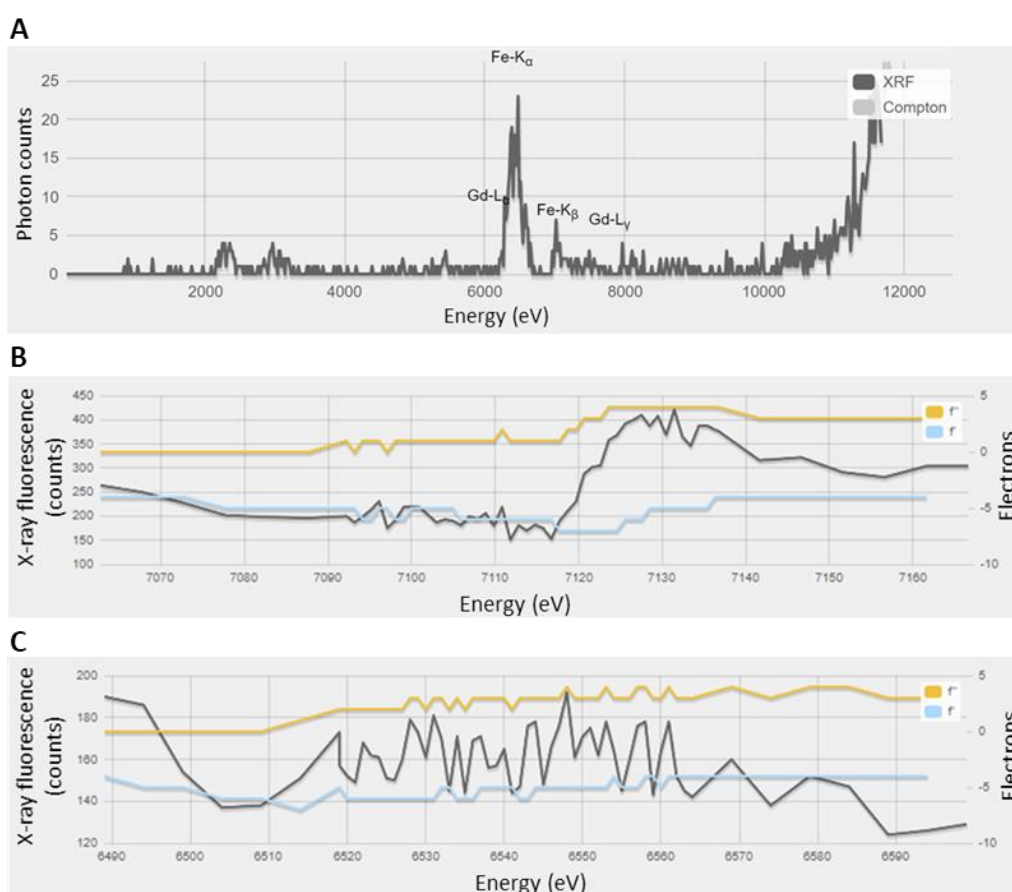 A
Fe-Kα
25
20
15
10
5
0
Photon counts
XRF
Compton
Gd-Lβ
Fe-Kβ
Gd-Lγ
2000
4000
6000
8000
10000
12000
Energy (eV)
B
X-ray fluorescence
(counts)
450
400
350
300
250
200
150
100
5
0
-5
-10
Electrons
f''
f'
7070
7080
7090
7100
7110
7120
7130
7140
7150
7160
Energy (eV)
C
X-ray fluorescence
(counts)
200
180
160
140
120
5
0
-5
-10
Electrons
f''
f'
6490
6500
6510
6520
6530
6540
6550
6560
6570
6580
6590
Energy (eV)